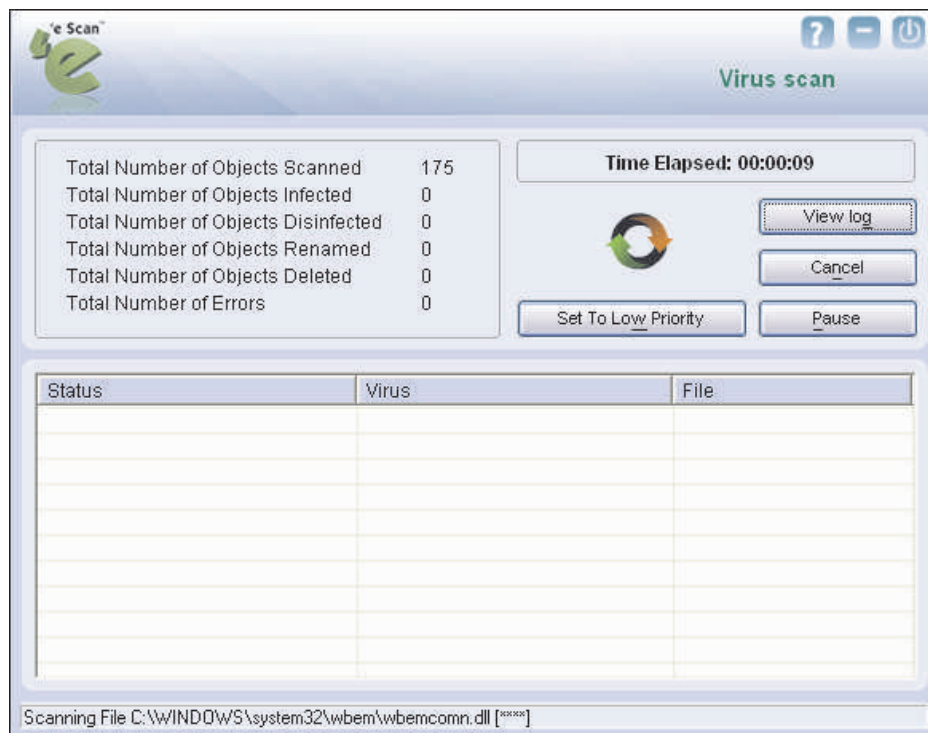 e Scan™
?
Virus scan
Total Number of Objects Scanned 175
Total Number of Objects Infected 0
Total Number of Objects Disinfected 0
Total Number of Objects Renamed 0
Total Number of Objects Deleted 0
Total Number of Errors 0
Time Elapsed: 00:00:09
View log
Cancel
Set To Low Priority
Pause
Status Virus File
Scanning File C:\WINDOWS\system32\wbem\wbemcomn.dll [****]